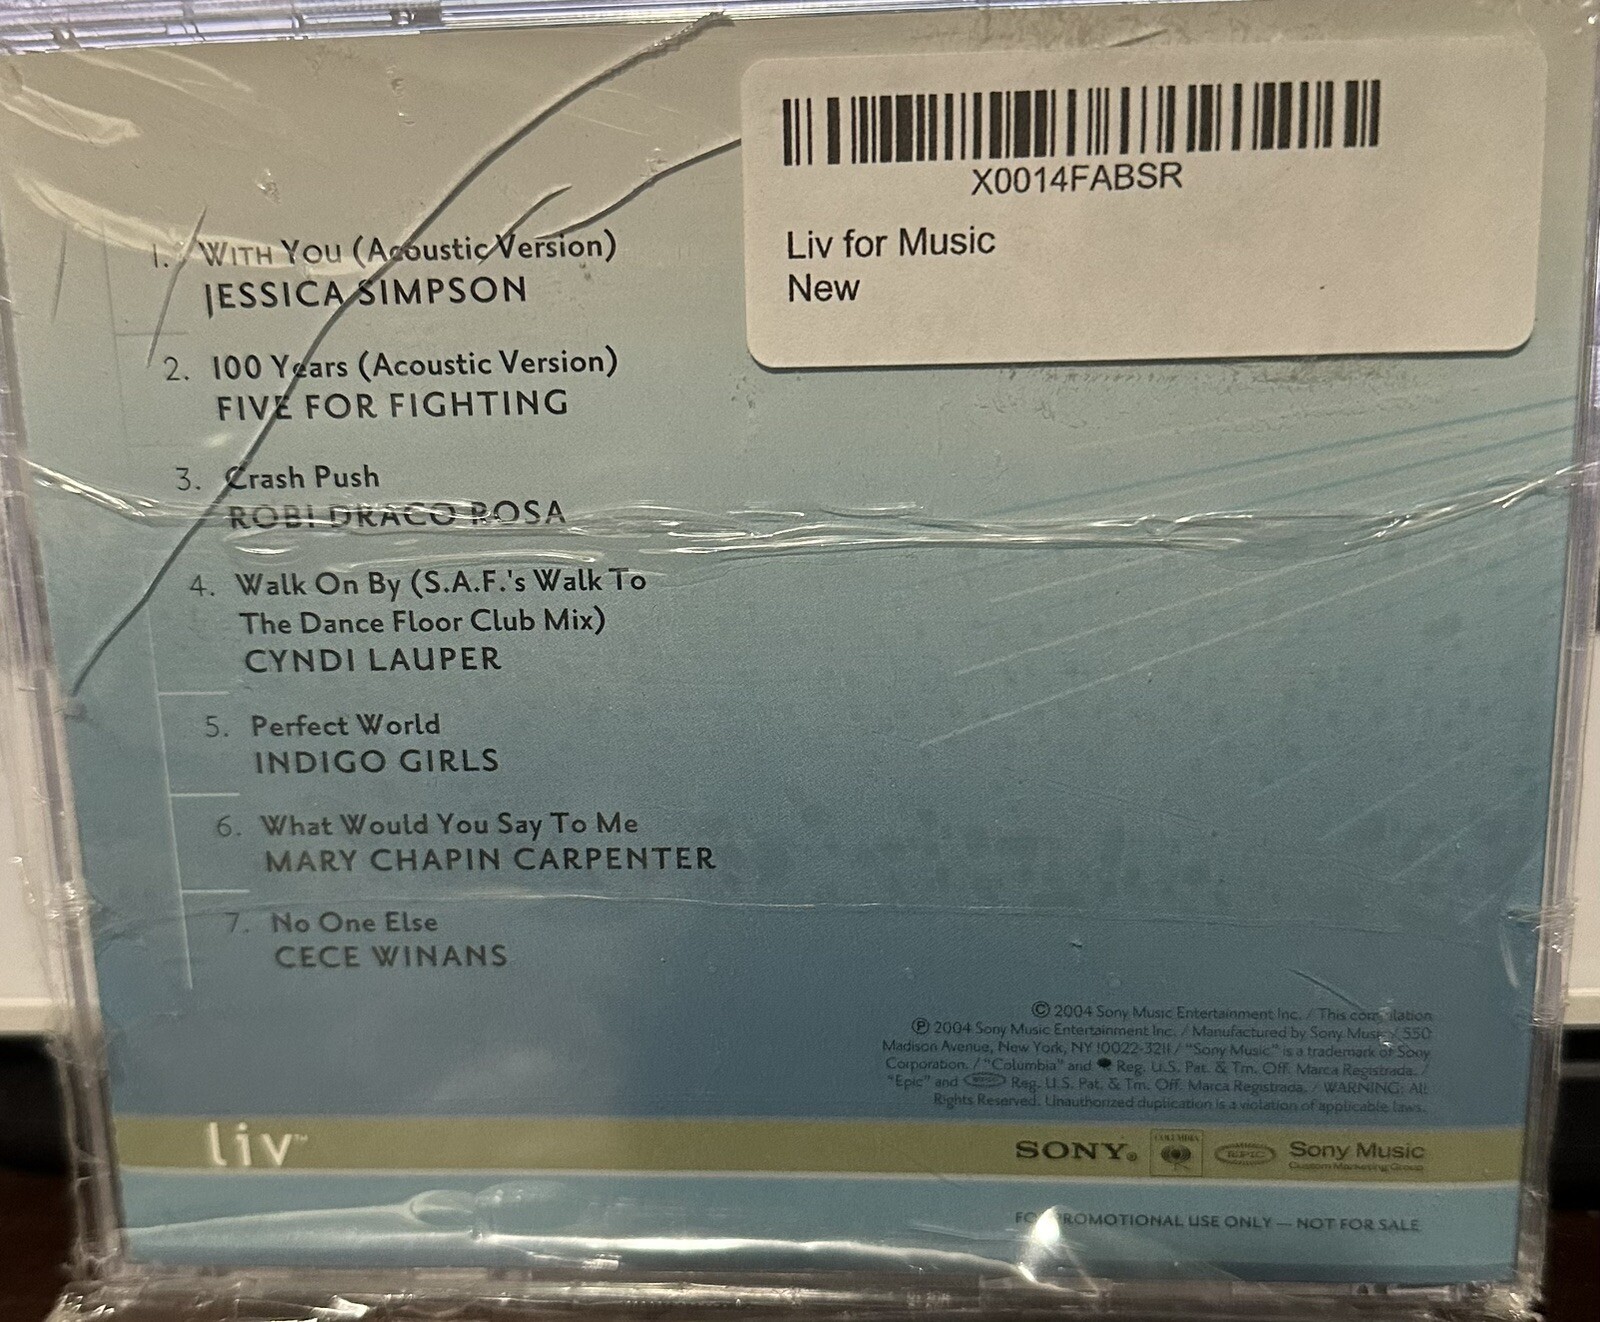 X0014FABSR
Liv for Music
New
1. WITH YOU (Acoustic Version)
JESSICA SIMPSON
2. 100 Years (Acoustic Version)
FIVE FOR FIGHTING
3. Crash Push
ROBI DRACO ROSA
4. Walk On By (S.A.F.'s Walk To
The Dance Floor Club Mix)
CYNDI LAUPER
5. Perfect World
INDIGO GIRLS
6. What Would You Say To Me
MARY CHAPIN CARPENTER
7. No One Else
CECE WINANS
© 2004 Sony Music Entertainment Inc. / This compilation
℗ 2004 Sony Music Entertainment Inc. / Manufactured by Sony Music / 550
Madison Avenue, New York, NY 10022-3211 / "Sony Music" is a trademark of Sony
Corporation. / "Columbia" and Reg. U.S. Pat. & Tm. Off. Marca Registrada. /
"Epic" and Reg. U.S. Pat. & Tm. Off. Marca Registrada. / WARNING: All
Rights Reserved. Unauthorized duplication is a violation of applicable laws.
liv™
SONY®
COLUMBIA
EPIC
Sony Music
Custom Marketing Group
FOR PROMOTIONAL USE ONLY — NOT FOR SALE